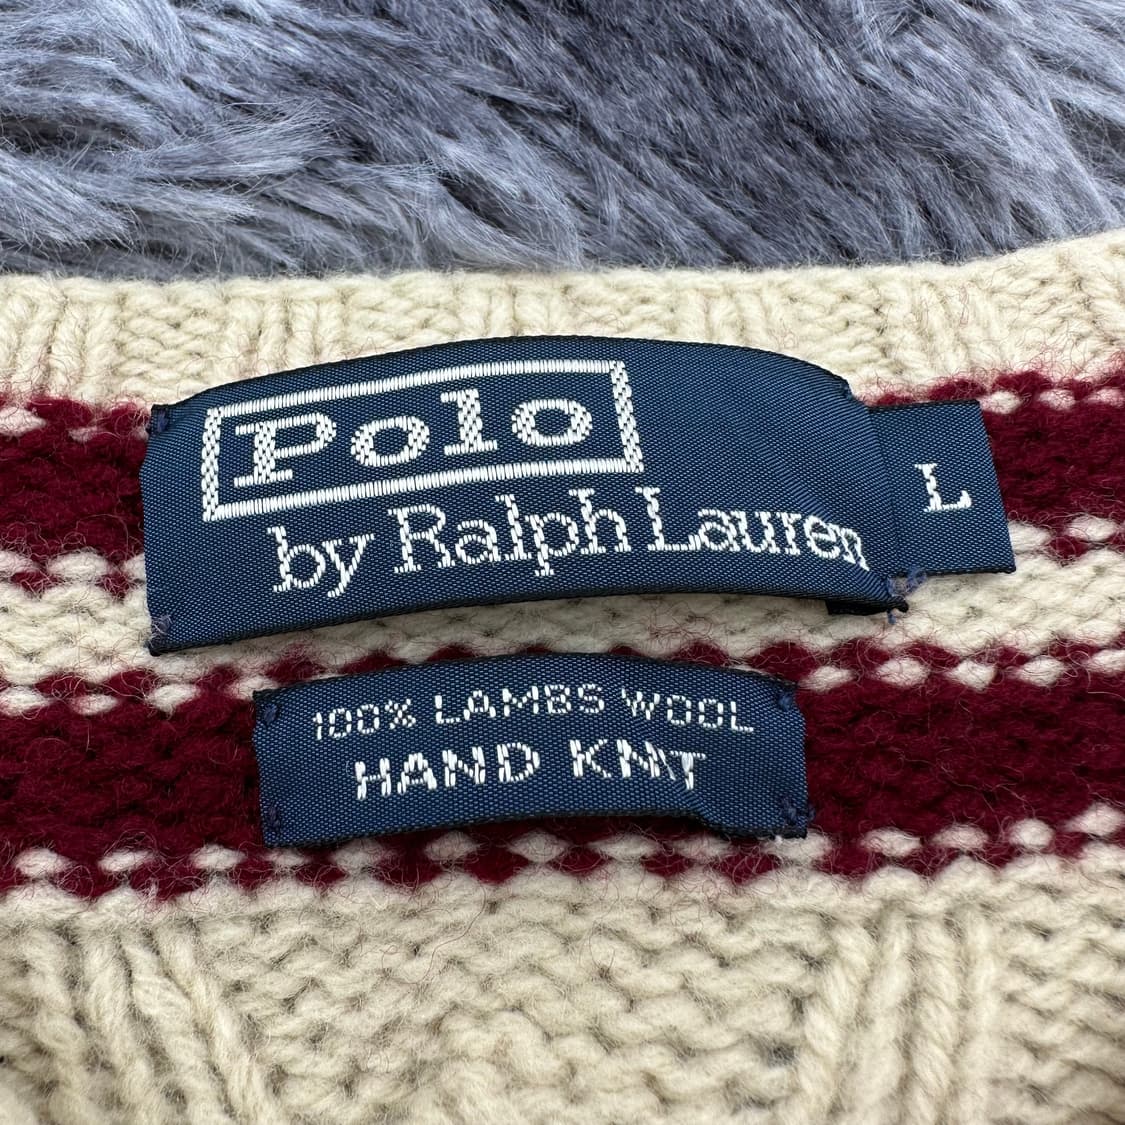 Polo
by Ralph Lauren
L
100% LAMBS WOOL
HAND KNIT